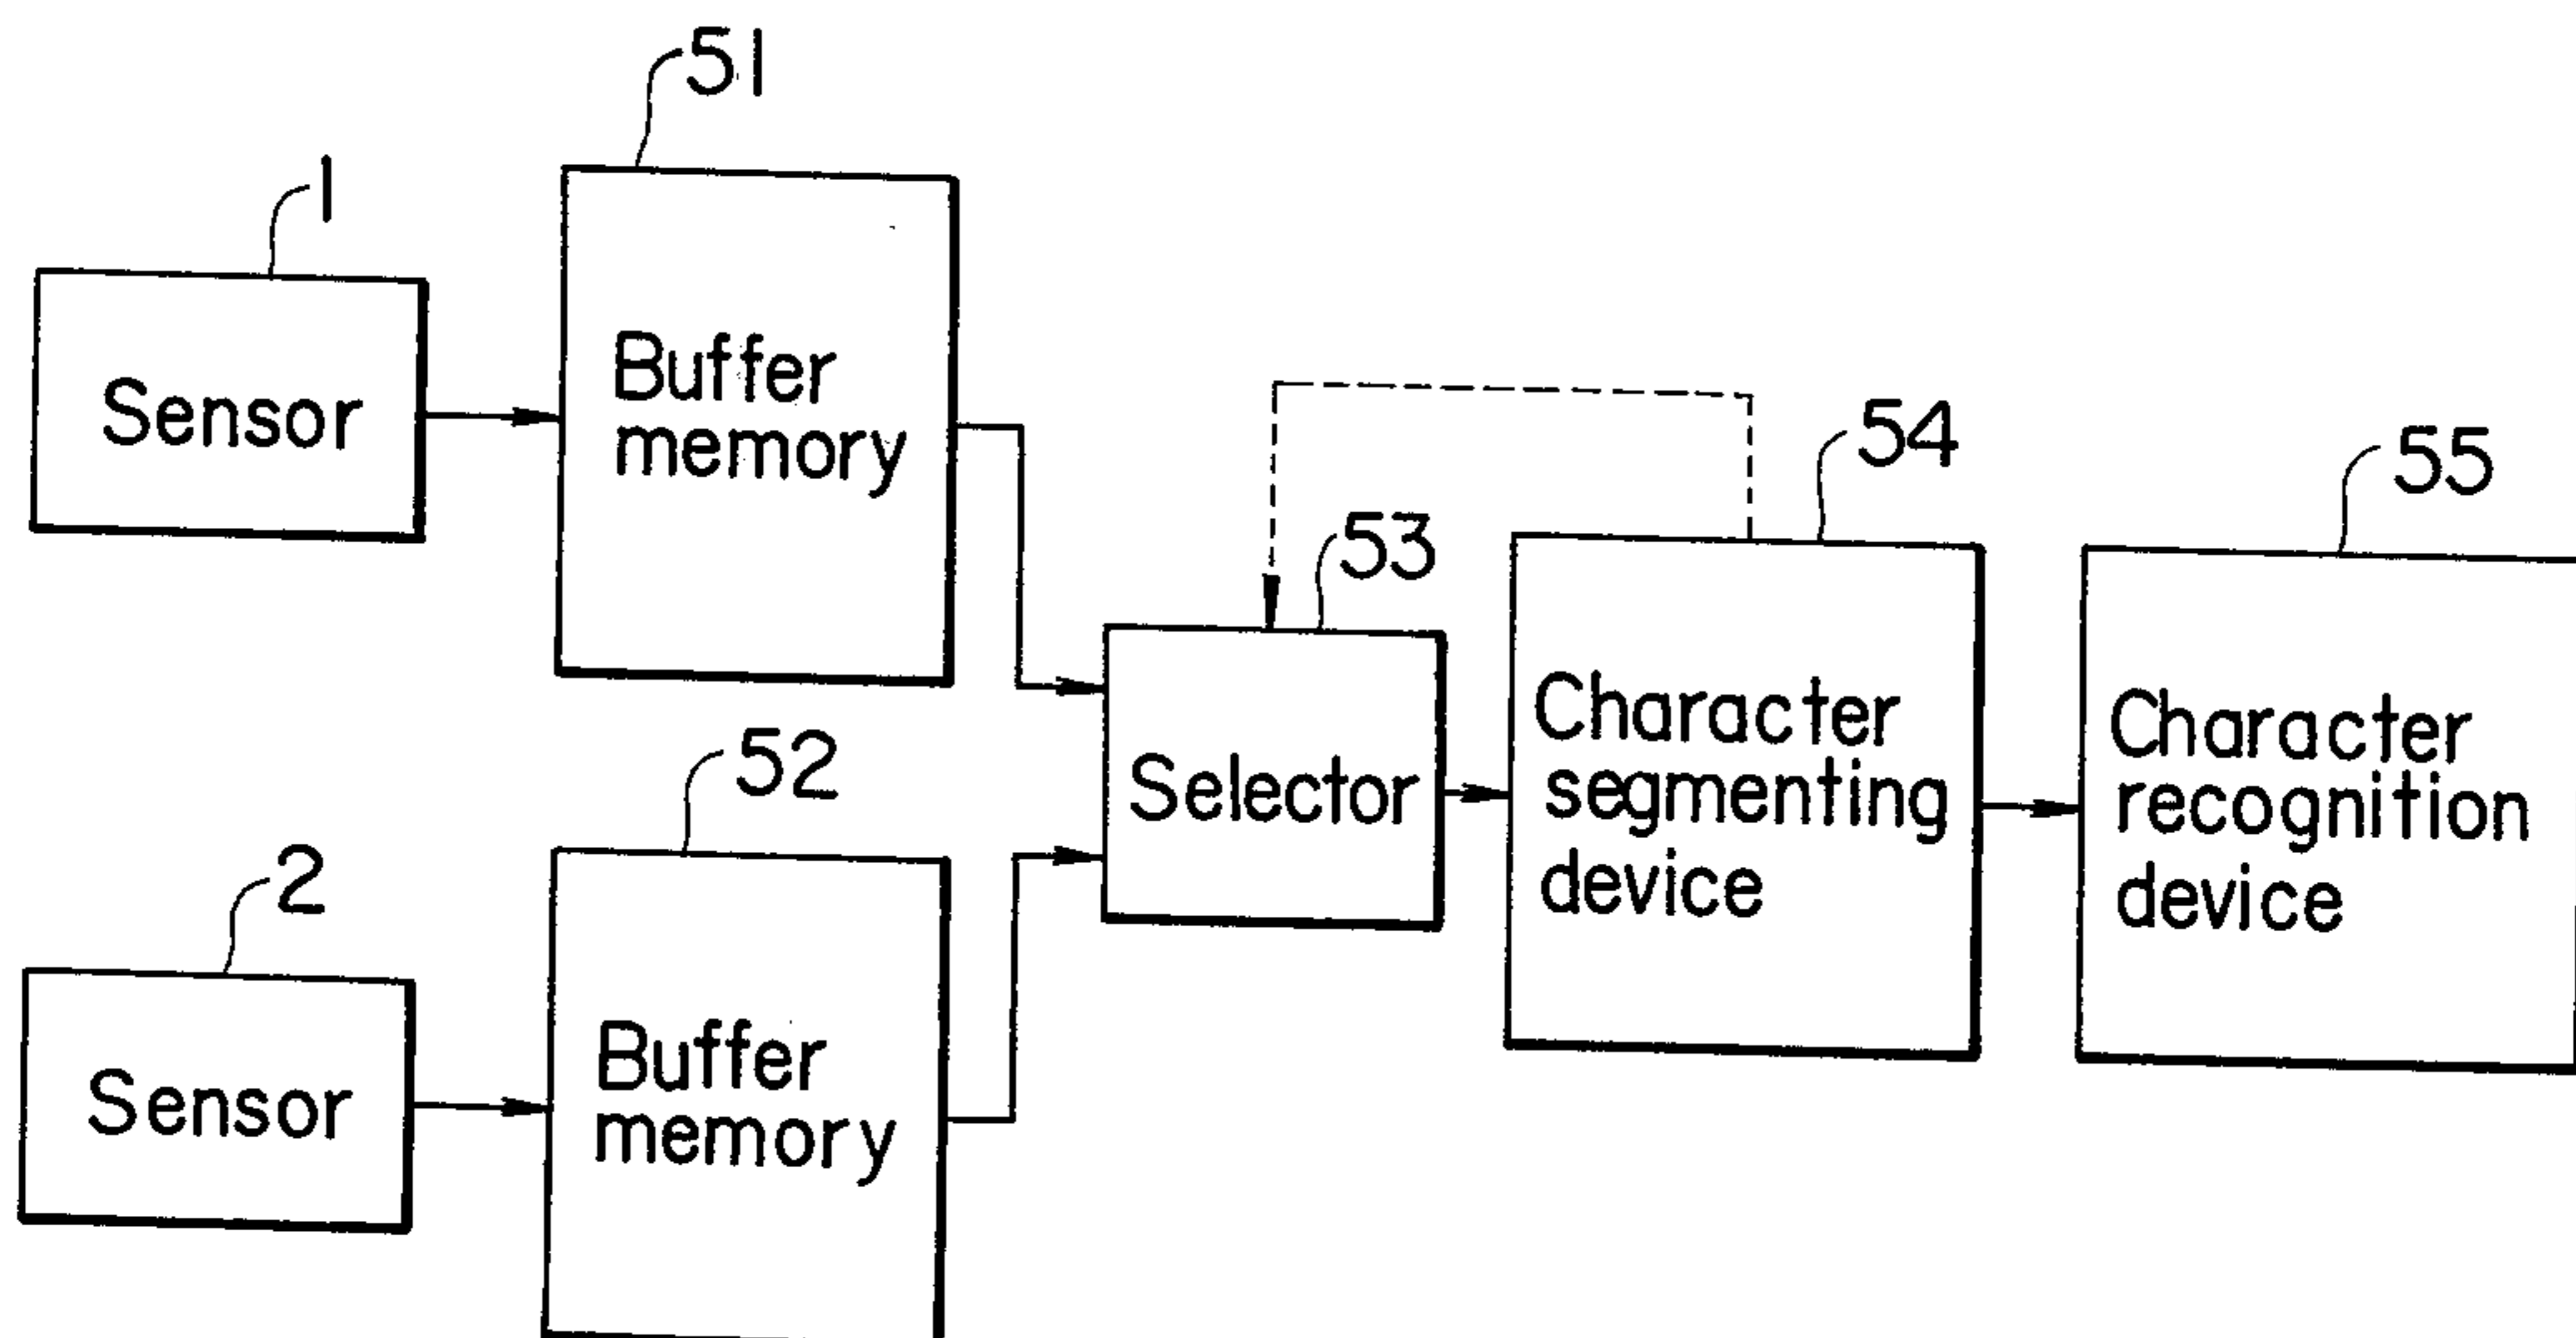 51
1
Sensor
Buffer
memory
54
55
53
Character
segmenting
device
Character
recognition
device
Selector
52
2
Sensor
Buffer
memory